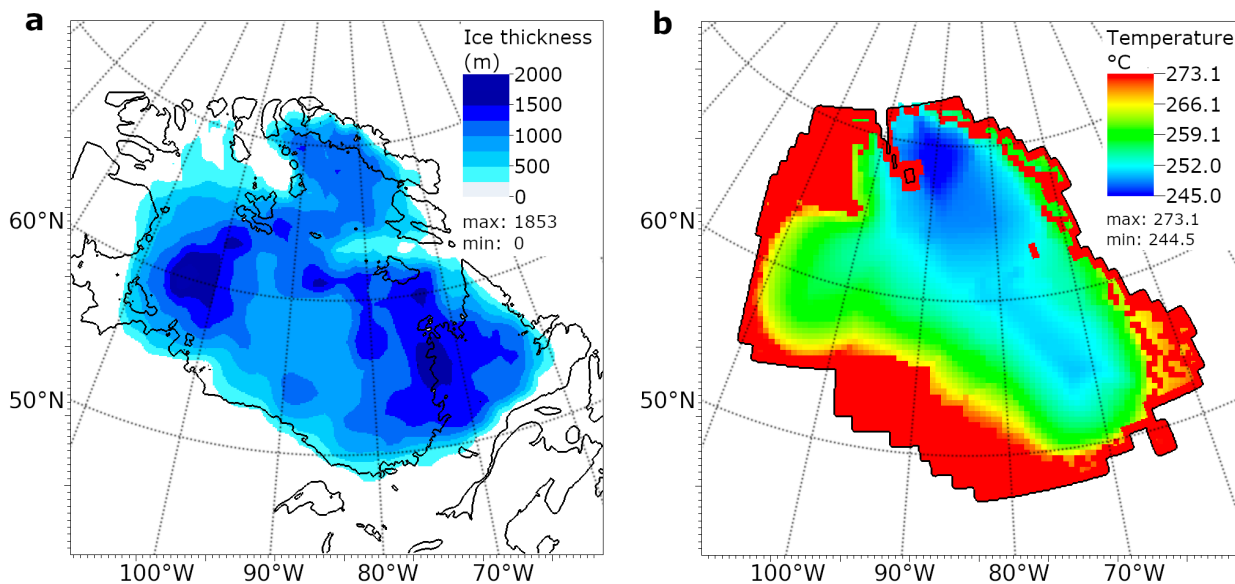 a
Ice thickness
(m)
2000
1500
1000
500
0
max: 1853
min: 0
60°N
50°N
100°W
90°W
80°W
70°W
b
Temperature
°C
273.1
266.1
259.1
252.0
245.0
max: 273.1
min: 244.5
60°N
50°N
100°W
90°W
80°W
70°W